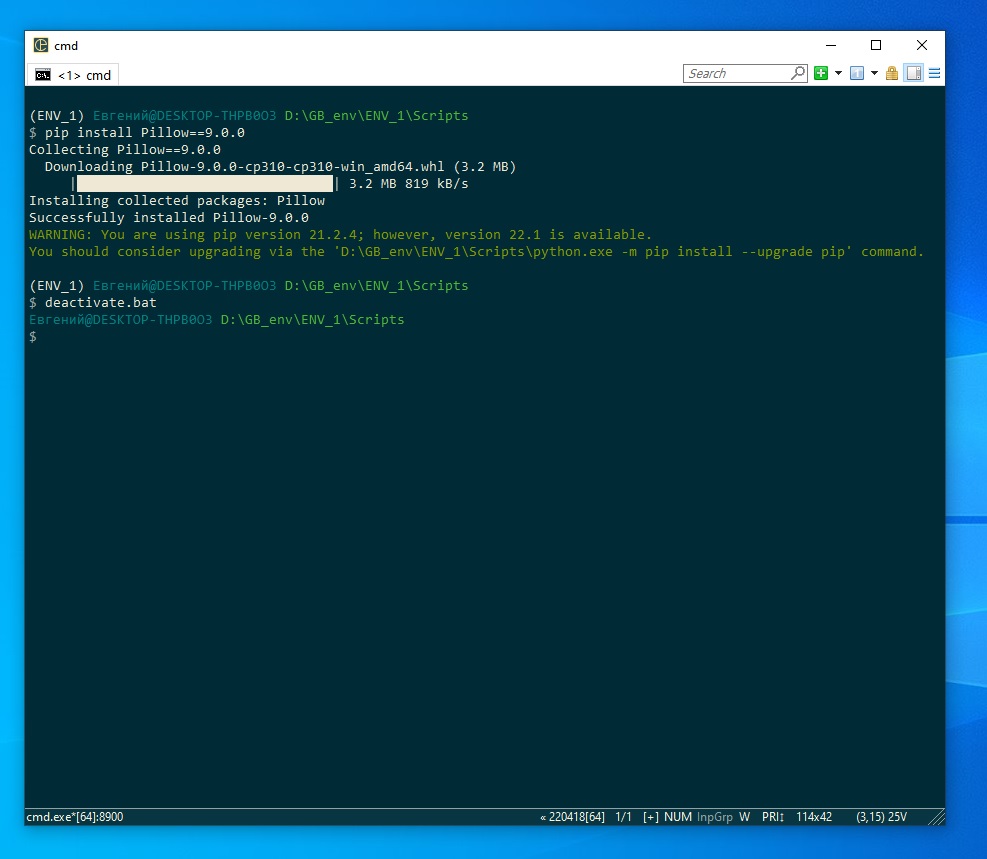 cmd
<1> cmd
Search
(ENV_1) Евгений@DESKTOP-THPB0O3 D:\GB_env\ENV_1\Scripts
$ pip install Pillow==9.0.0
Collecting Pillow==9.0.0
  Downloading Pillow-9.0.0-cp310-cp310-win_amd64.whl (3.2 MB)
| | 3.2 MB 819 kB/s
Installing collected packages: Pillow
Successfully installed Pillow-9.0.0
WARNING: You are using pip version 21.2.4; however, version 22.1 is available.
You should consider upgrading via the 'D:\GB_env\ENV_1\Scripts\python.exe -m pip install --upgrade pip' command.
(ENV_1) Евгений@DESKTOP-THPB0O3 D:\GB_env\ENV_1\Scripts
$ deactivate.bat
Евгений@DESKTOP-THPB0O3 D:\GB_env\ENV_1\Scripts
$
cmd.exe*[64]:8900 « 220418[64] 1/1 [+] NUM InpGrp W PRI↕ 114x42 (3,15) 25V